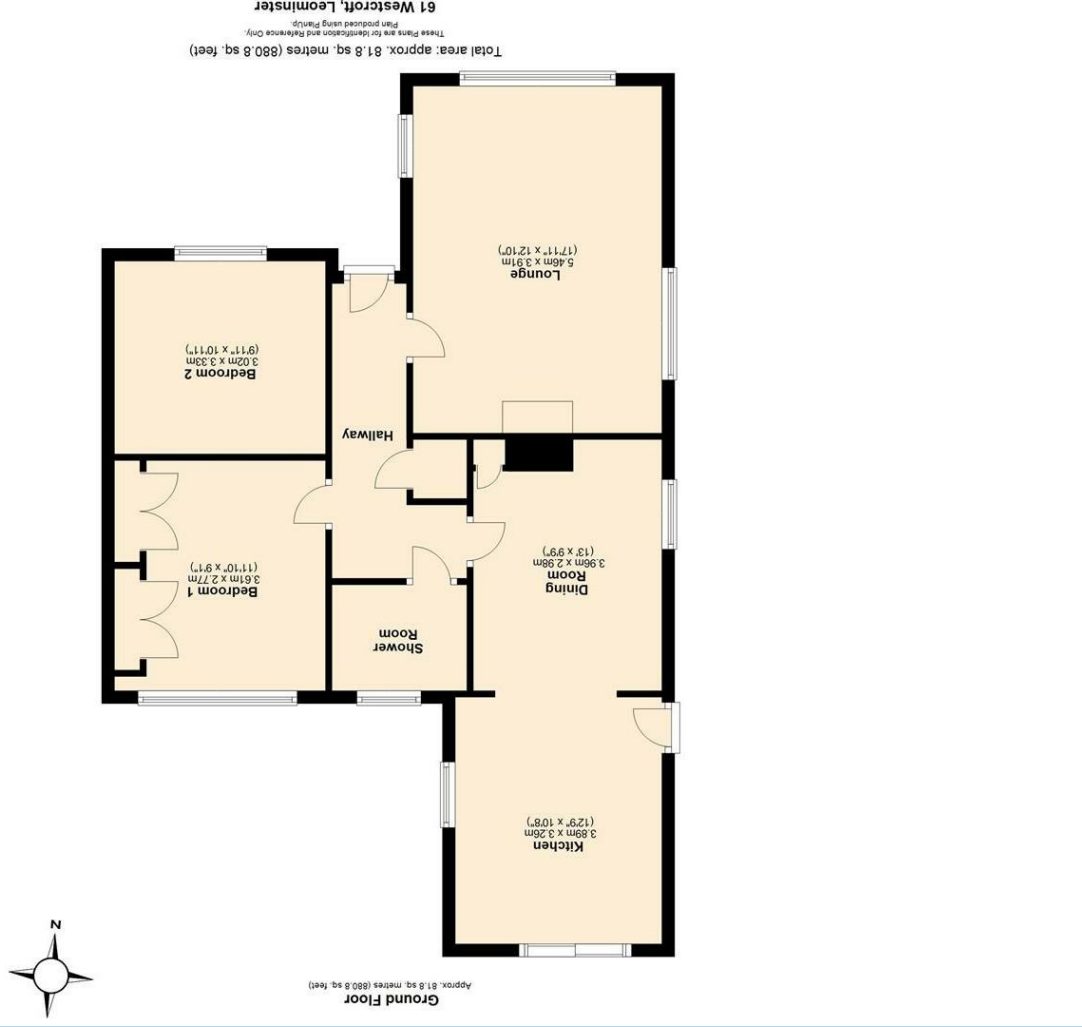 Ground Floor
Approx. 81.8 sq. metres (880.8 sq. feet)
N
Kitchen
3.89m x 3.26m
(12'9" x 10'8")
Shower
Room
Dining
Room
3.96m x 2.98m
(13' x 9'9")
Bedroom 1
3.61m x 2.77m
(11'10" x 9'1")
Hallway
Bedroom 2
3.02m x 3.33m
(9'11" x 10'11")
Lounge
5.46m x 3.91m
(17'11" x 12'10")
Total area: approx. 81.8 sq. metres (880.8 sq. feet)
These Plans are for Identification and Reference Only.
Plan produced using PlanUp.
61 Westcroft, Leominster